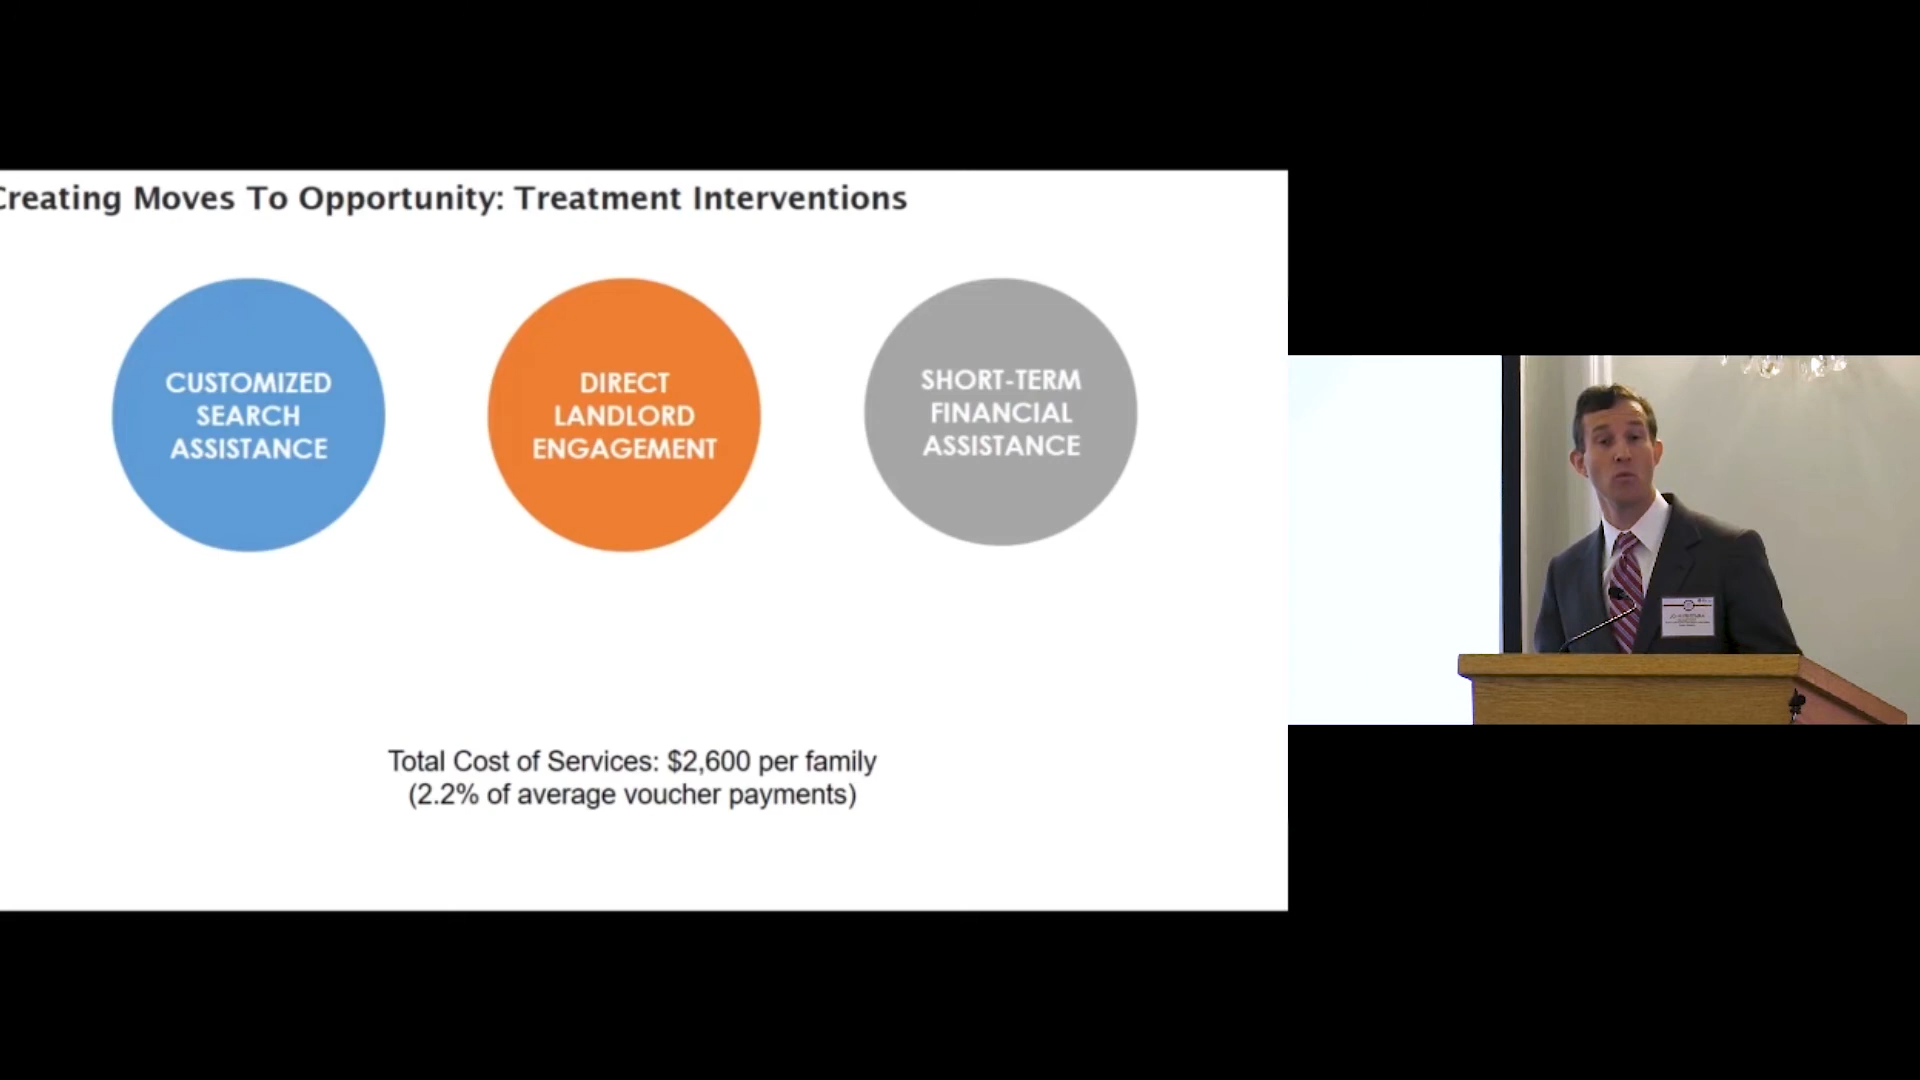 Creating Moves To Opportunity: Treatment Interventions
CUSTOMIZED
SEARCH
ASSISTANCE
DIRECT
LANDLORD
ENGAGEMENT
SHORT-TERM
FINANCIAL
ASSISTANCE
Total Cost of Services: $2,600 per family
(2.2% of average voucher payments)